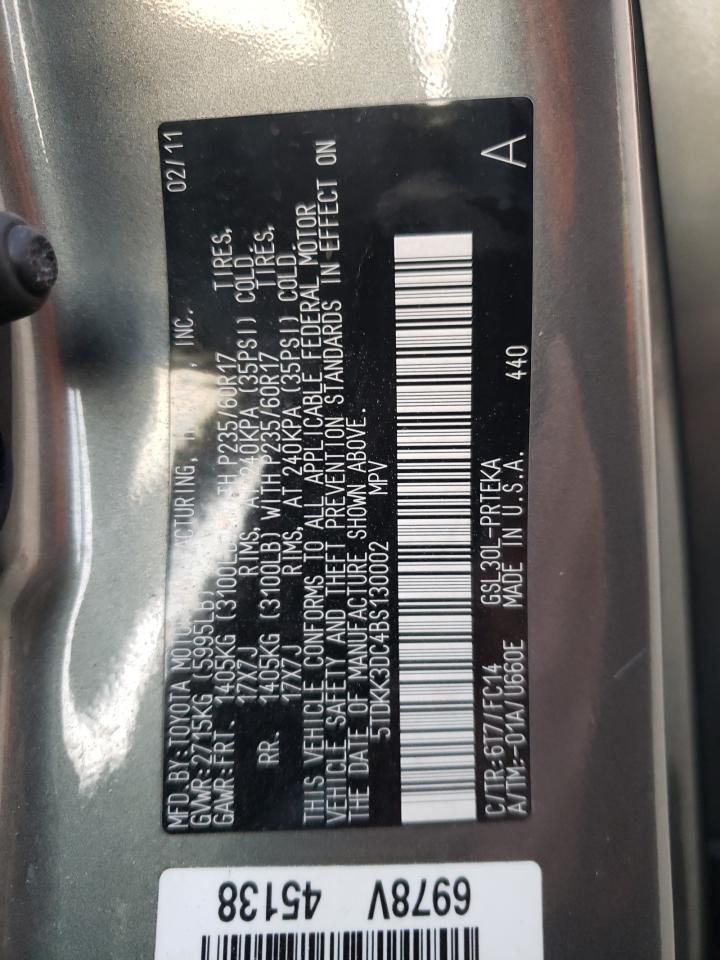 MFD.BY:TOYOTA MOTOR MANUFACTURING, INC. 02/11
GVWR:2715KG (5995LB)
GAWR:FRT. 1405KG (3100LB) WITH P235/60R17 TIRES,
17X7J RIMS, AT 240KPA (35PSI) COLD.
RR. 1405KG (3100LB) WITH P235/60R17 TIRES,
17X7J RIMS, AT 240KPA (35PSI) COLD.
THIS VEHICLE CONFORMS TO ALL APPLICABLE FEDERAL MOTOR
VEHICLE SAFETY AND THEFT PREVENTION STANDARDS IN EFFECT ON
THE DATE OF MANUFACTURE SHOWN ABOVE.
5TDKK3DC4BS130002 MPV
C/TR:6T7/FC14 GSL30L-PRTEKA 440 A
A/TM:-01A/U660E MADE IN U.S.A.
6978V
45138